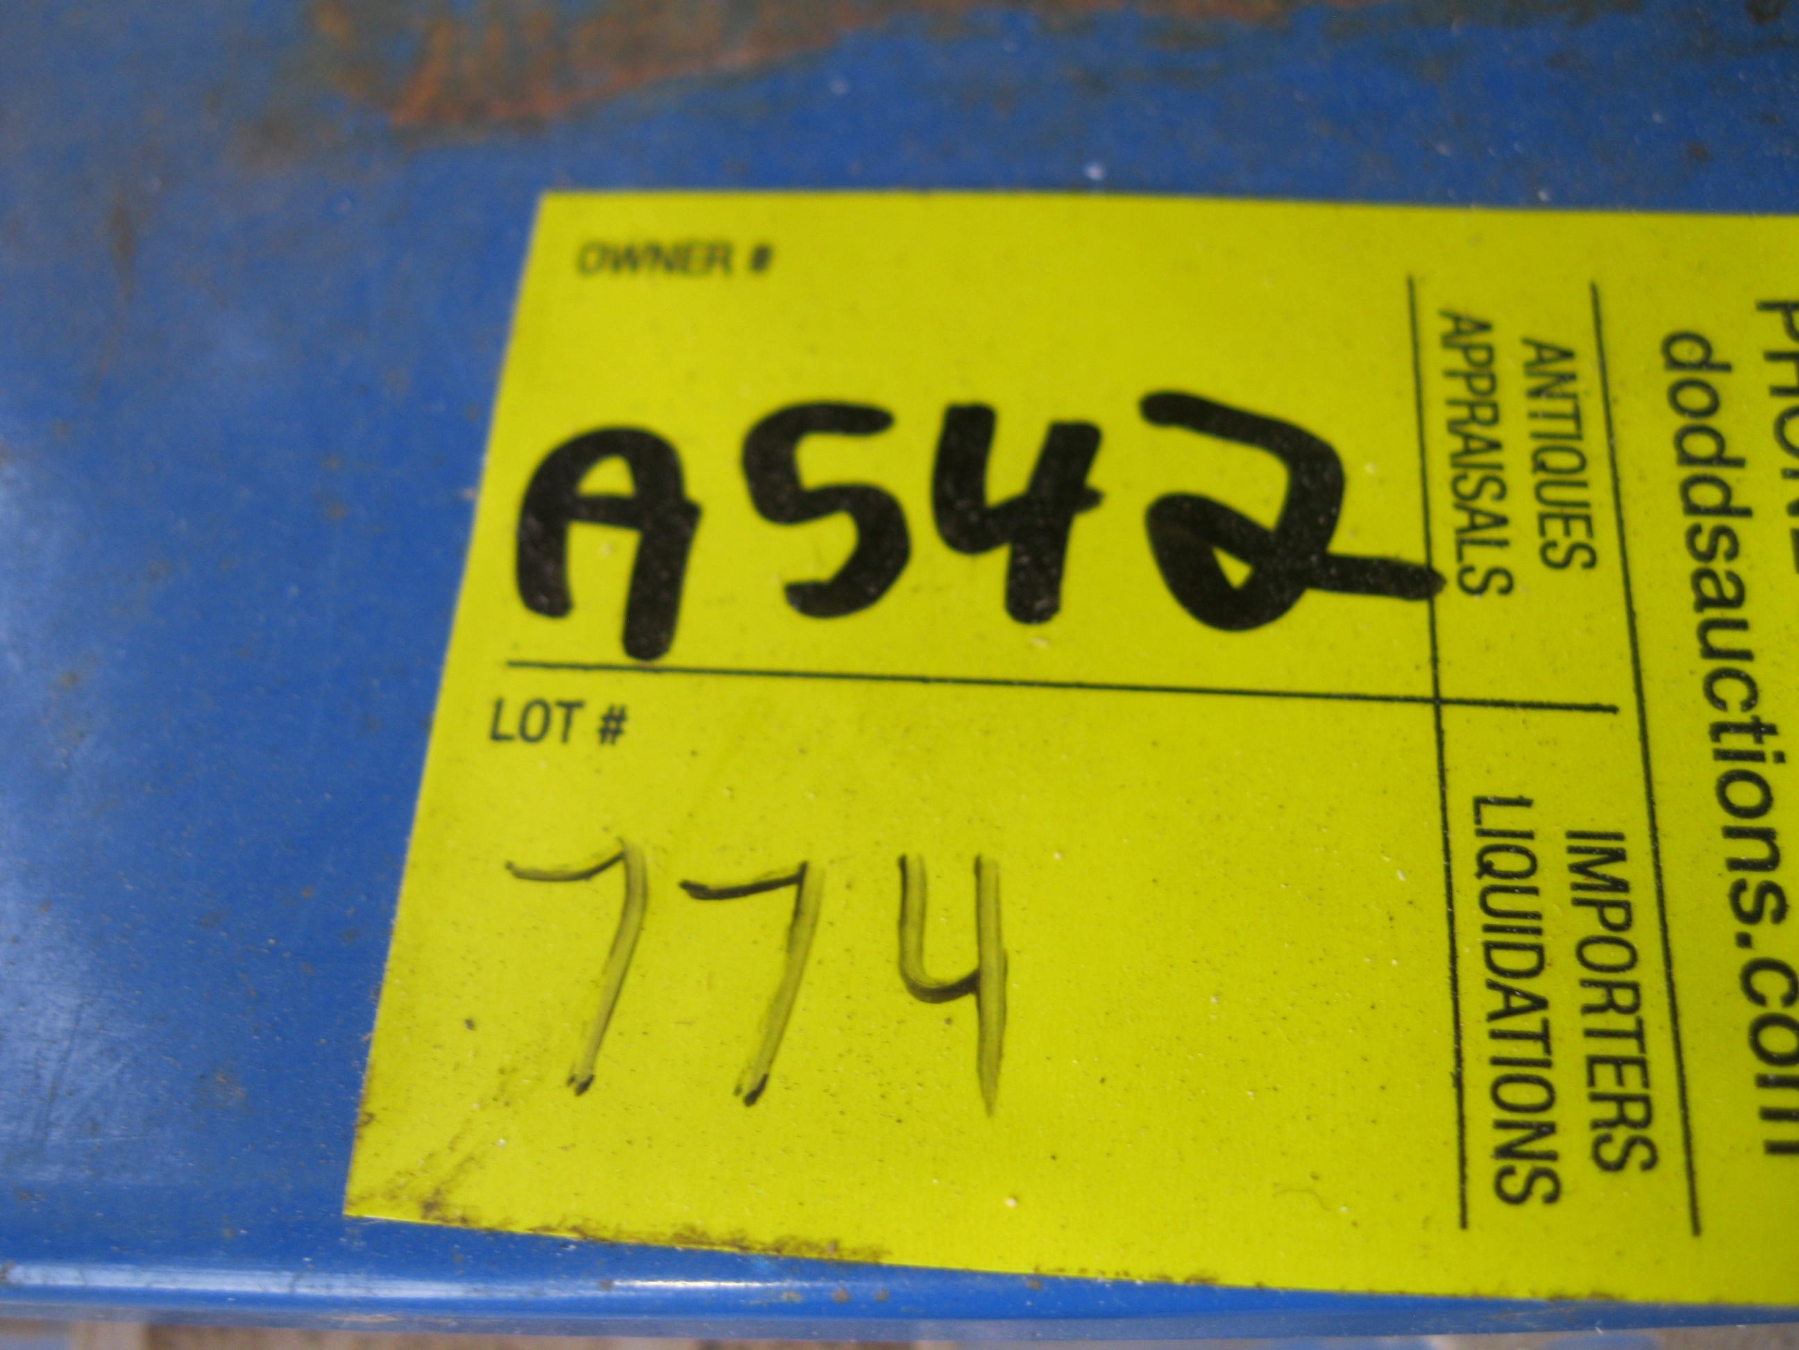 OWNER #
A542
LOT #
774
ANTIQUES
APPRAISALS
IMPORTERS
LIQUIDATIONS
doddsauctions.com